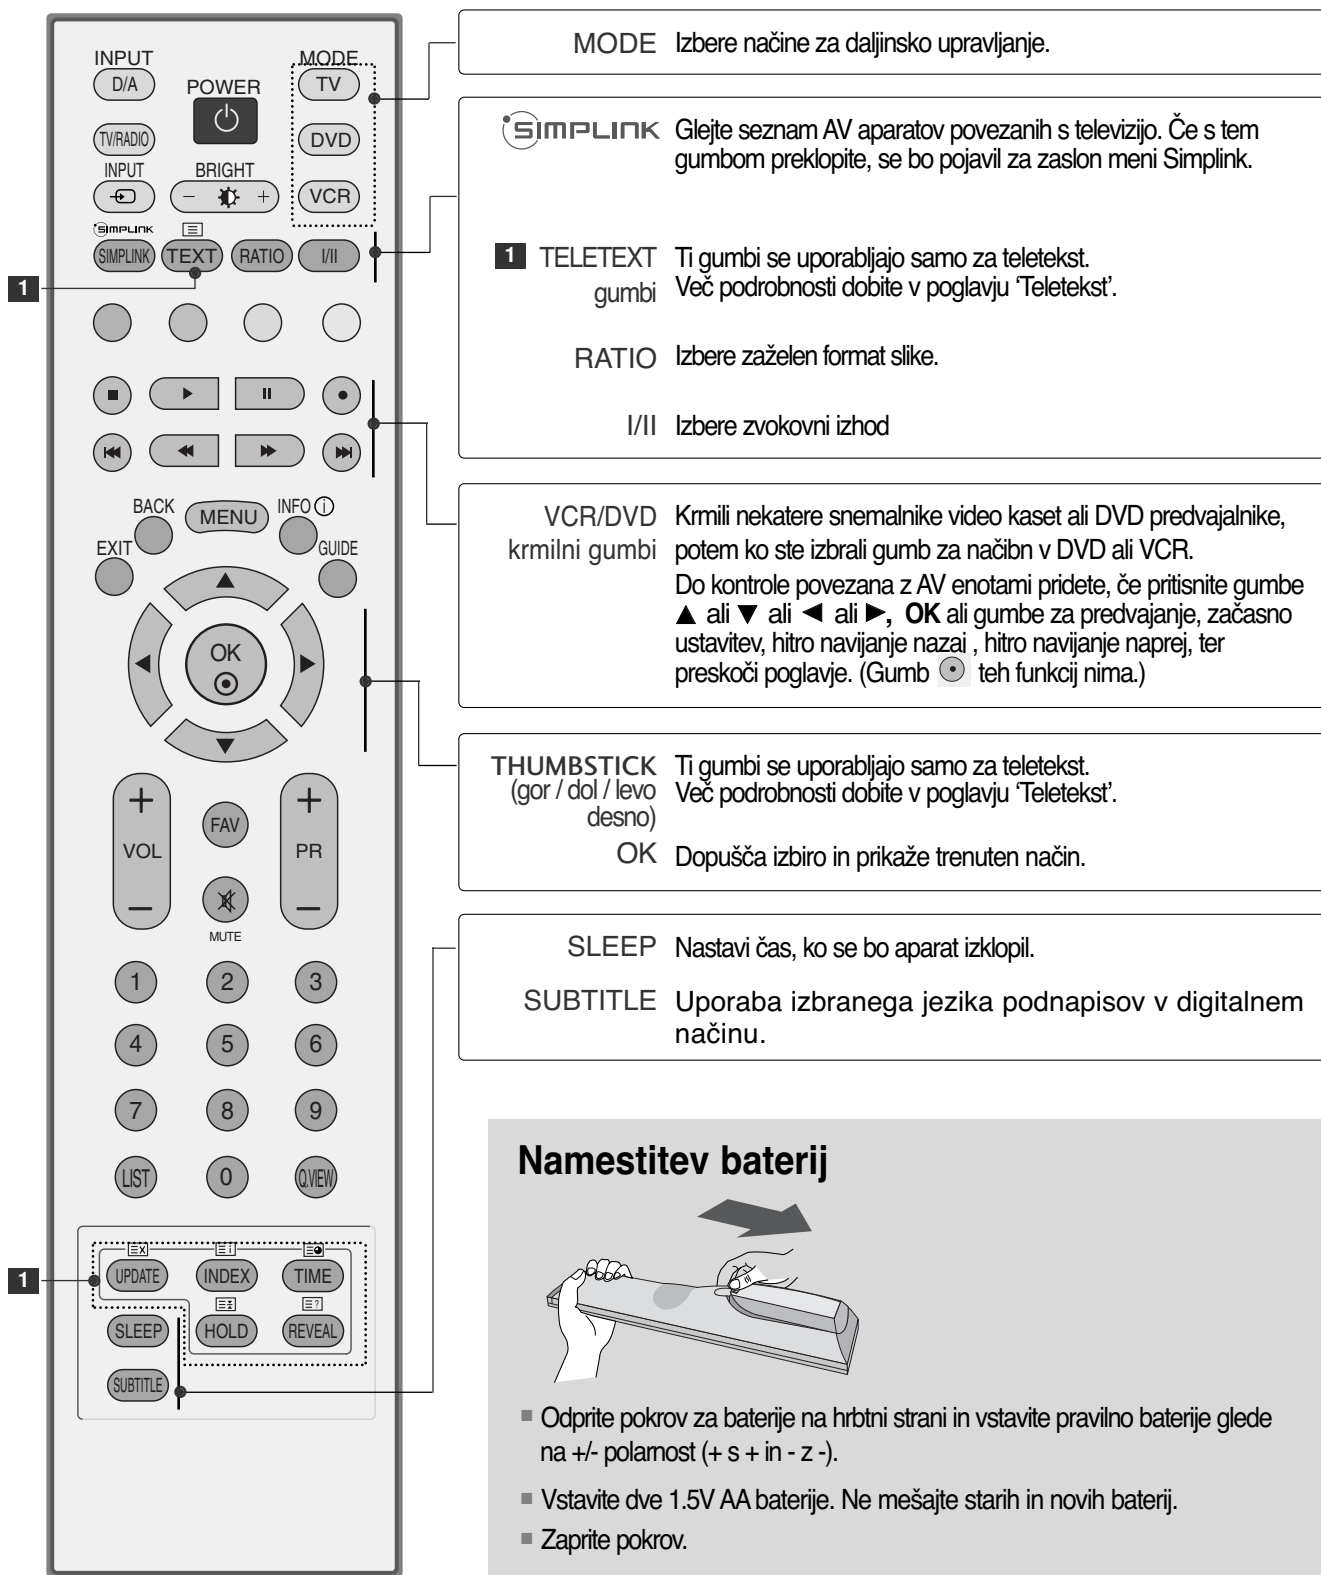 INPUT
MODE
D/A
POWER
TV
TV/RADIO
DVD
INPUT
BRIGHT
- +
VCR
SIMPLINK
SIMPLINK TEXT RATIO I/II
1
BACK
MENU
INFO i
EXIT
GUIDE
OK
+ +
FAV
VOL
PR
- -
MUTE
1 2 3
4 5 6
7 8 9
LIST 0 Q.VIEW
UPDATE INDEX TIME
1
SLEEP HOLD REVEAL
SUBTITLE
MODE Izbere načine za daljinsko upravljanje.
SIMPLINK Glejte seznam AV aparatov povezanih s televizijo. Če s tem
gumbom preklopite, se bo pojavil za zaslon meni Simplink.
1 TELETEXT Ti gumbi se uporabljajo samo za teletekst.
gumbi Več podrobnosti dobite v poglavju ‘Teletekst’.
RATIO Izbere zaželen format slike.
I/II Izbere zvokovni izhod
VCR/DVD Krmili nekatere snemalnike video kaset ali DVD predvajalnike,
krmilni gumbi potem ko ste izbrali gumb za načibn v DVD ali VCR.
Do kontrole povezana z AV enotami pridete, če pritisnite gumbe
▲ ali ▼ ali ◄ ali ►, OK ali gumbe za predvajanje, začasno
ustavitev, hitro navijanje nazaj , hitro navijanje naprej, ter
preskoči poglavje. (Gumb ● teh funkcij nima.)
THUMBSTICK Ti gumbi se uporabljajo samo za teletekst.
(gor / dol / levo Več podrobnosti dobite v poglavju ‘Teletekst’.
desno)
OK Dopušča izbiro in prikaže trenuten način.
SLEEP Nastavi čas, ko se bo aparat izklopil.
SUBTITLE Uporaba izbranega jezika podnapisov v digitalnem
načinu.
Namestitev baterij
■ Odprite pokrov za baterije na hrbtni strani in vstavite pravilno baterije glede
na +/- polarnost (+ s + in - z -).
■ Vstavite dve 1.5V AA baterije. Ne mešajte starih in novih baterij.
■ Zaprite pokrov.